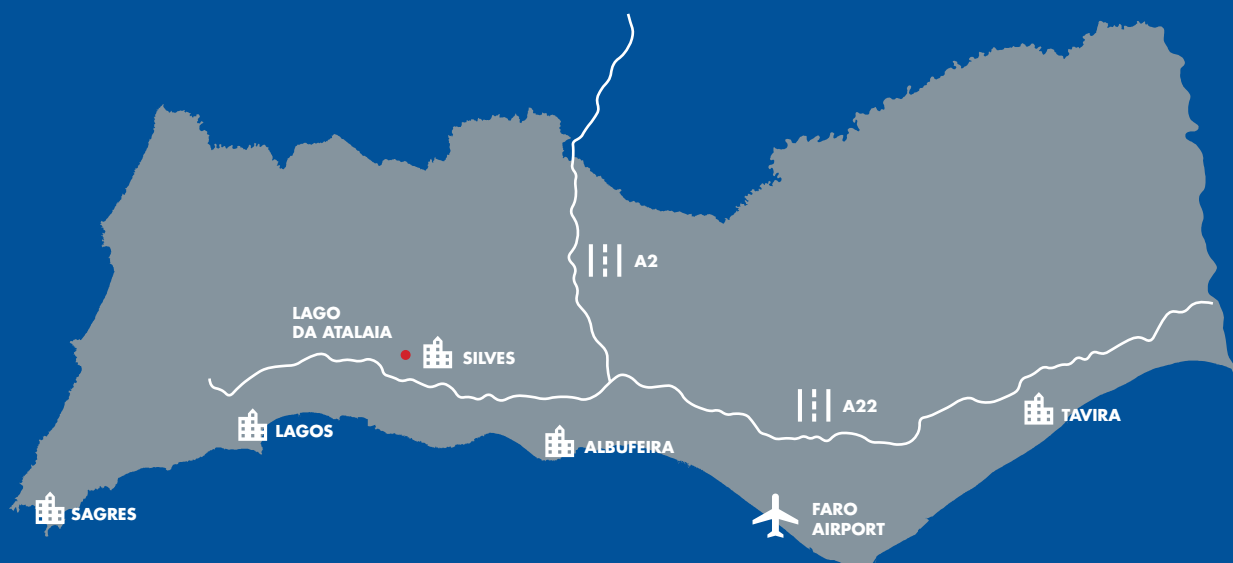 A2
LAGO
DA ATALAIA
SILVES
A22
TAVIRA
LAGOS
ALBUFEIRA
SAGRES
FARO
AIRPORT